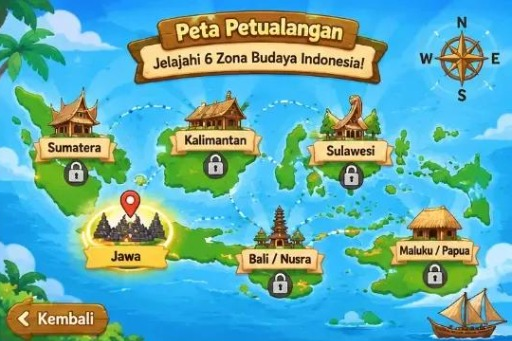 Peta Petualangan
Jelajahi 6 Zona Budaya Indonesia!
N
W
E
S
Sumatera
Kalimantan
Sulawesi
Jawa
Bali / Nusra
Maluku / Papua
Kembali